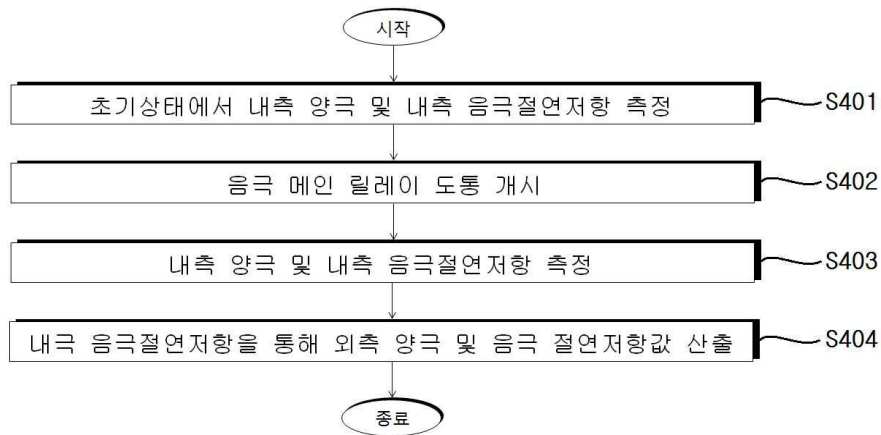 시작
초기상태에서 내측 양극 및 내측 음극절연저항 측정
S401
음극 메인 릴레이 도통 개시
S402
내측 양극 및 내측 음극절연저항 측정
S403
내극 음극절연저항을 통해 외측 양극 및 음극 절연저항값 산출
S404
종료